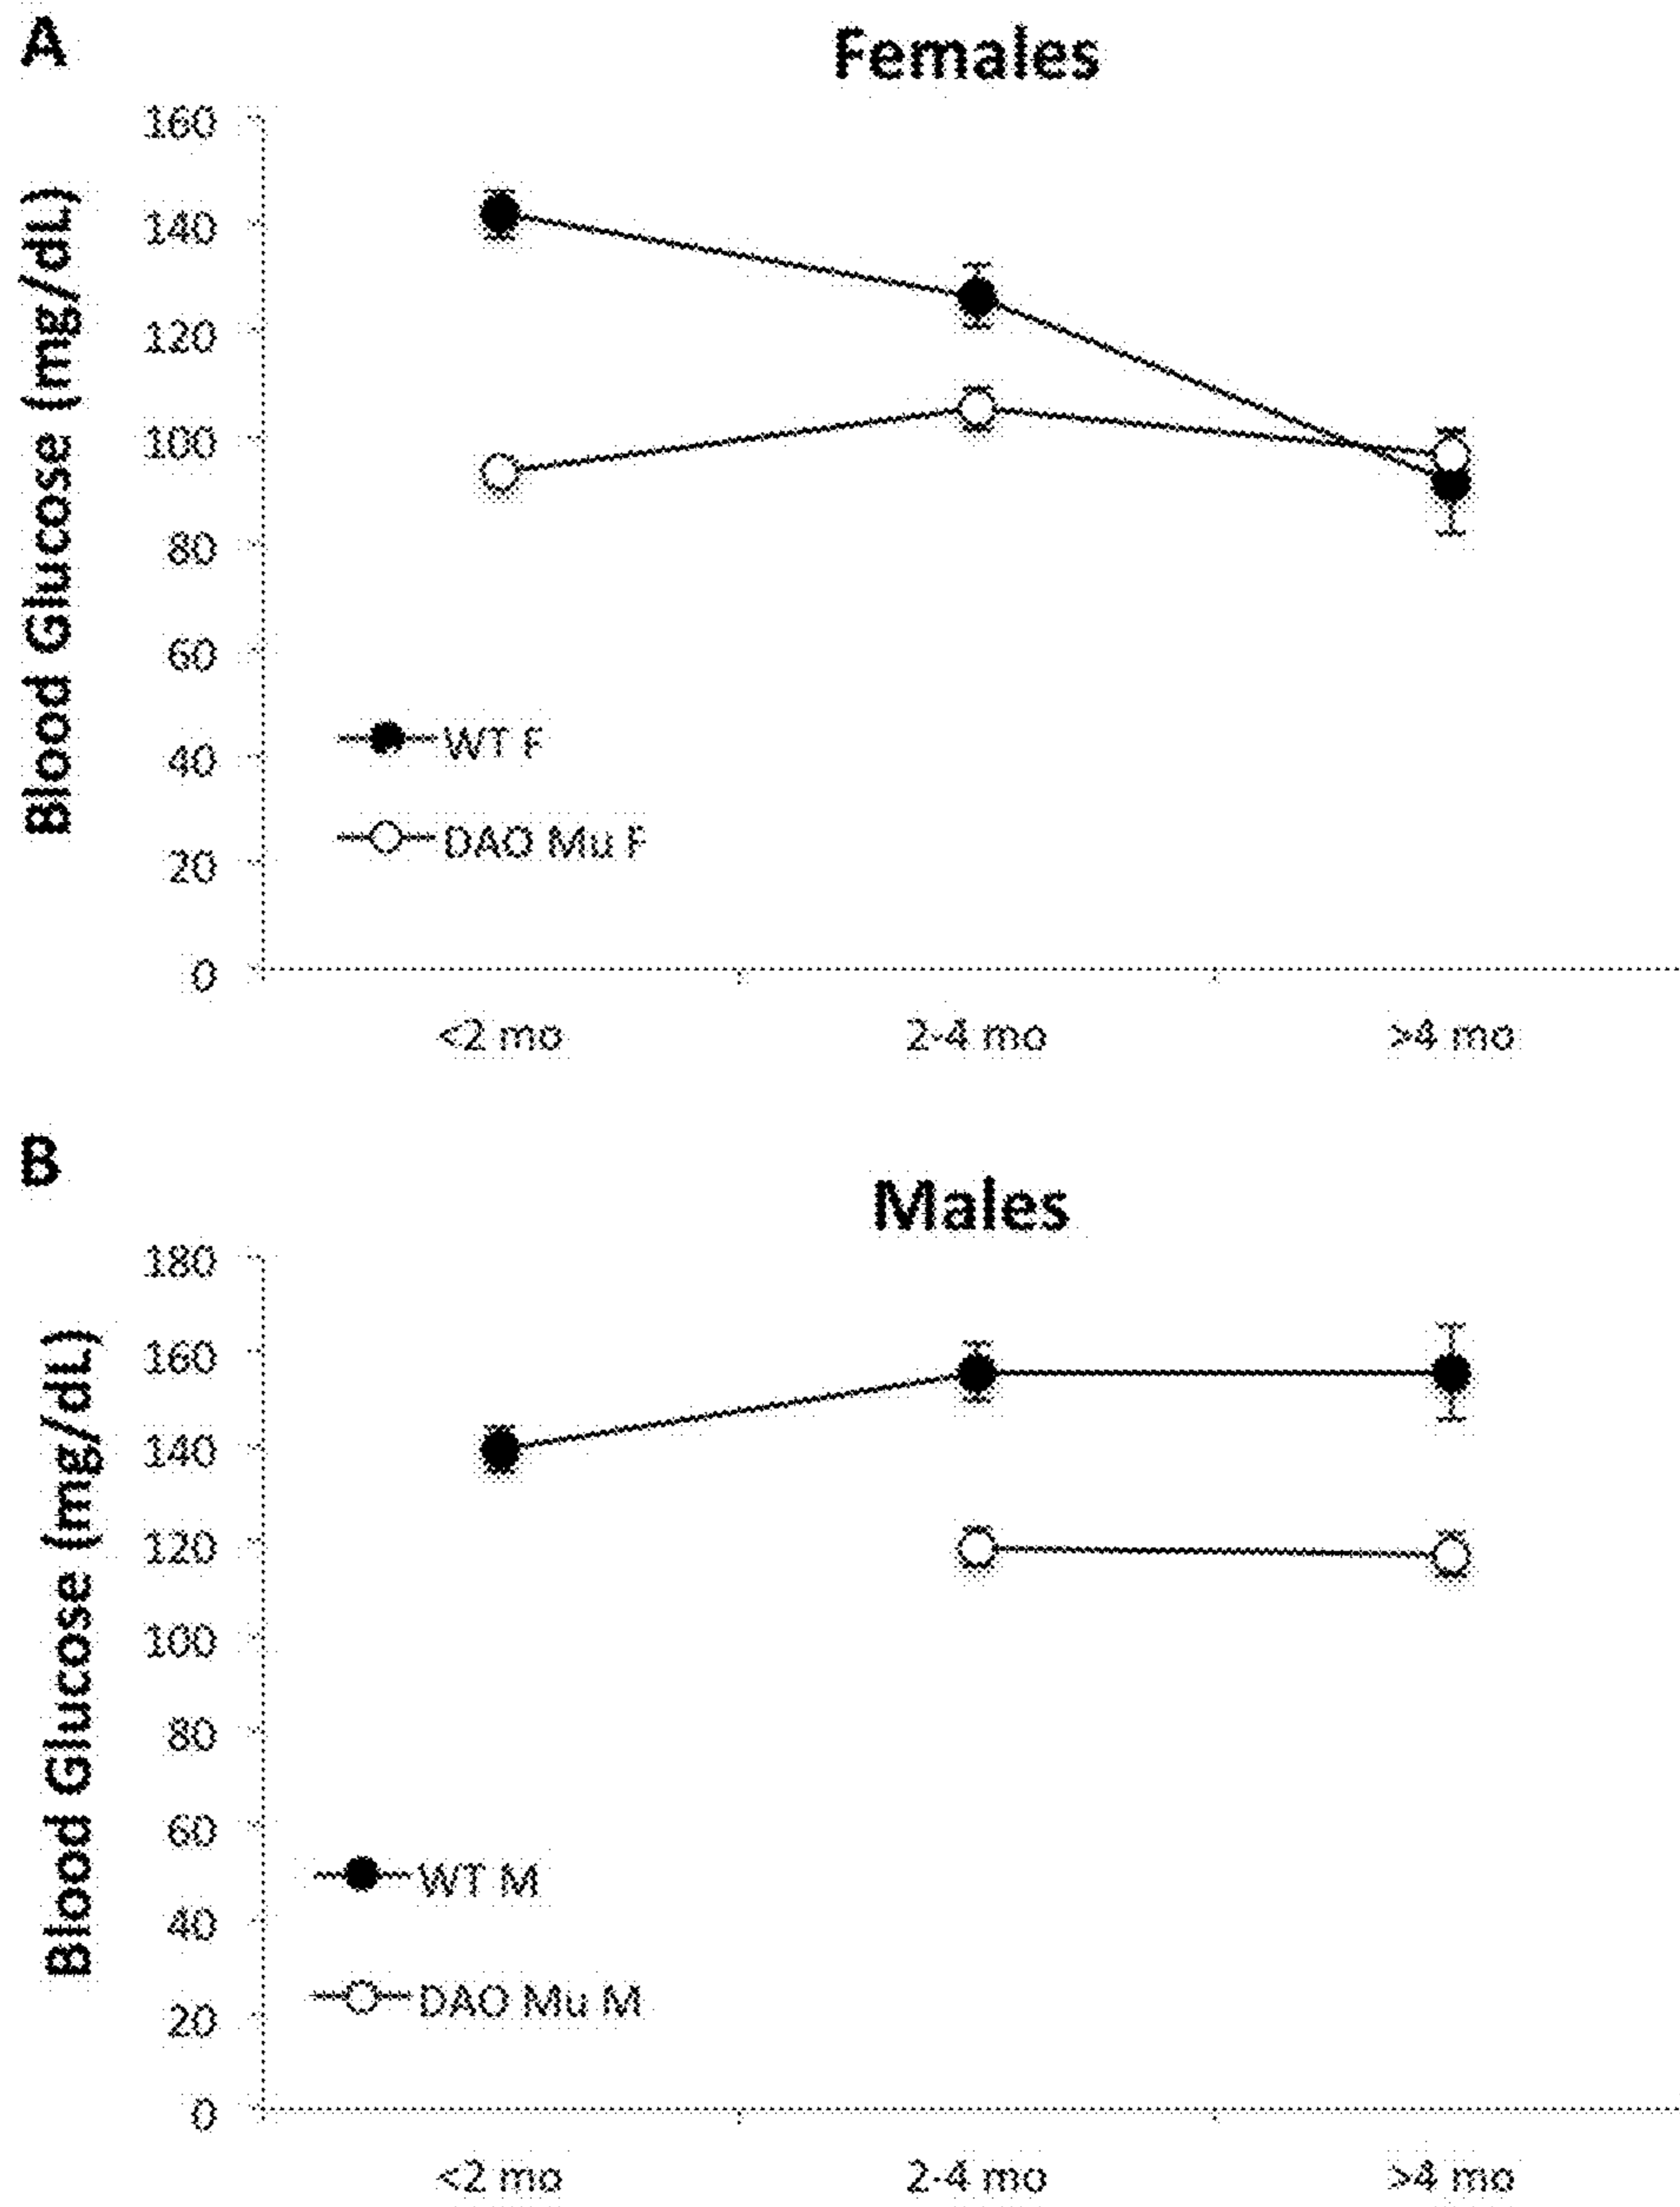 A
Females
Blood Glucose (mg/dL)
160
140
120
100
80
60
40
20
0
WT F
DAO Mu F
<2 mo
2-4 mo
>4 mo
B
Males
Blood Glucose (mg/dL)
180
160
140
120
100
80
60
40
20
0
WT M
DAO Mu M
<2 mo
2-4 mo
>4 mo